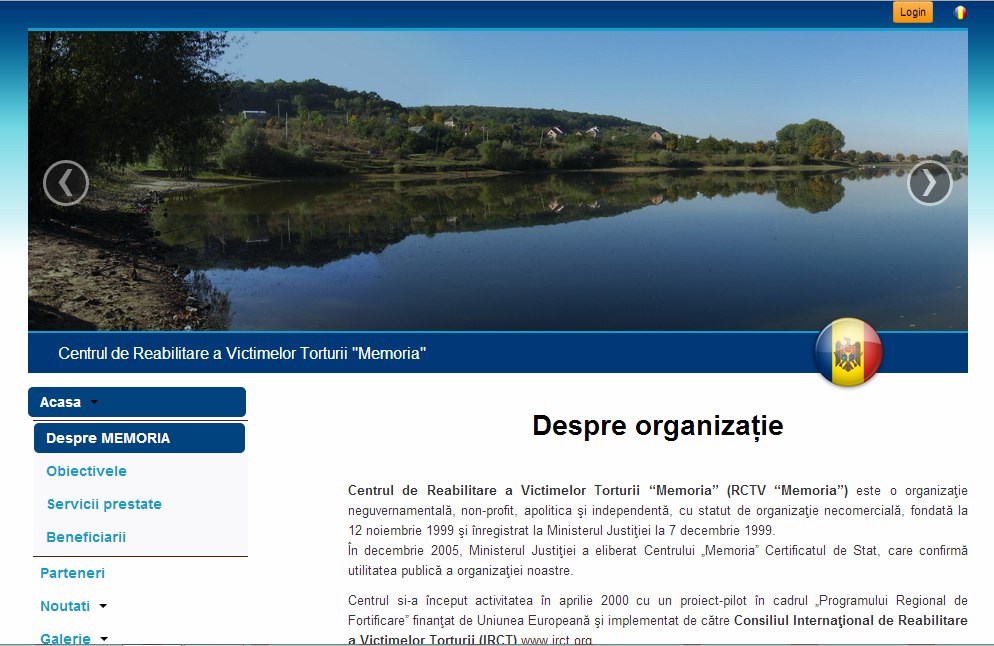 Login
Centrul de Reabilitare a Victimelor Torturii "Memoria"
Acasa
Despre MEMORIA
Obiectivele
Servicii prestate
Beneficiarii
Parteneri
Noutati
Galerie
Despre organizație
Centrul de Reabilitare a Victimelor Torturii “Memoria” (RCTV “Memoria”) este o organizaţie
neguvernamentală, non-profit, apolitica şi independentă, cu statut de organizaţie necomercială, fondată la
12 noiembrie 1999 şi înregistrat la Ministerul Justiţiei la 7 decembrie 1999.
În decembrie 2005, Ministerul Justiţiei a eliberat Centrului „Memoria” Certificatul de Stat, care confirmă
utilitatea publică a organizaţiei noastre.
Centrul si-a început activitatea în aprilie 2000 cu un proiect-pilot în cadrul „Programului Regional de
Fortificare” finanţat de Uniunea Europeană şi implementat de către Consiliul Internaţional de Reabilitare
a Victimelor Torturii (IRCT) www.irct.org